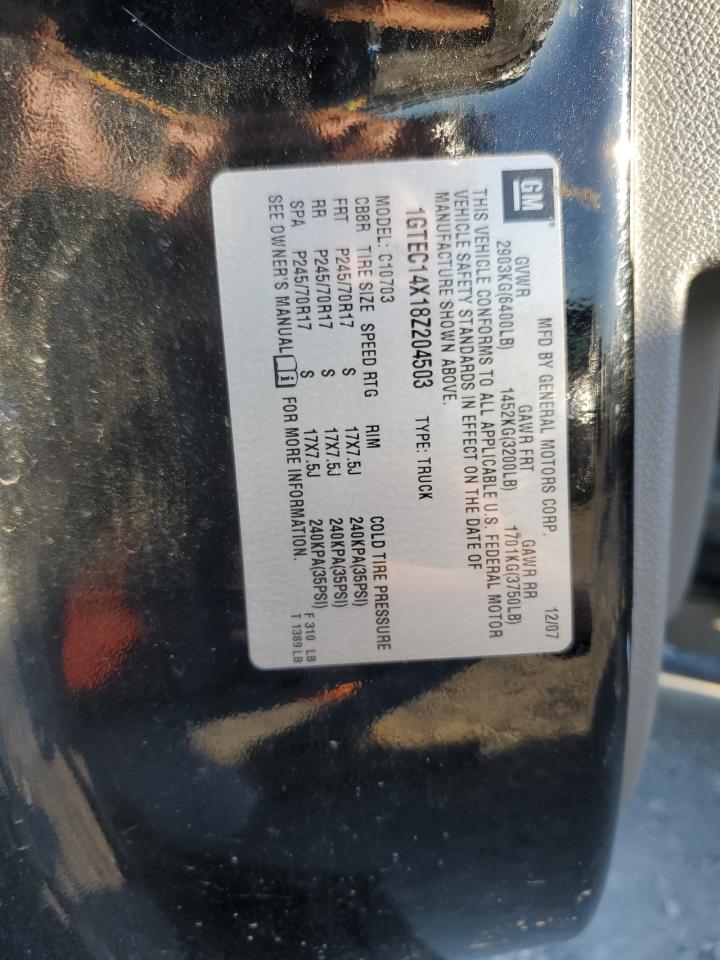 GM
MFD BY GENERAL MOTORS CORP. 12/07
GVWR GAWR FRT GAWR RR
2903KG(6400LB) 1452KG(3200LB) 1701KG(3750LB)
THIS VEHICLE CONFORMS TO ALL APPLICABLE U.S. FEDERAL MOTOR
VEHICLE SAFETY STANDARDS IN EFFECT ON THE DATE OF
MANUFACTURE SHOWN ABOVE.
1GTEC14X18Z204503 TYPE: TRUCK
MODEL: C10703
CB8R TIRE SIZE SPEED RTG RIM COLD TIRE PRESSURE
FRT P245/70R17 S 17X7.5J 240KPA(35PSI)
RR P245/70R17 S 17X7.5J 240KPA(35PSI)
SPA P245/70R17 S 17X7.5J 240KPA(35PSI)
SEE OWNER'S MANUAL FOR MORE INFORMATION.
F 310 LB
T 1389 LB